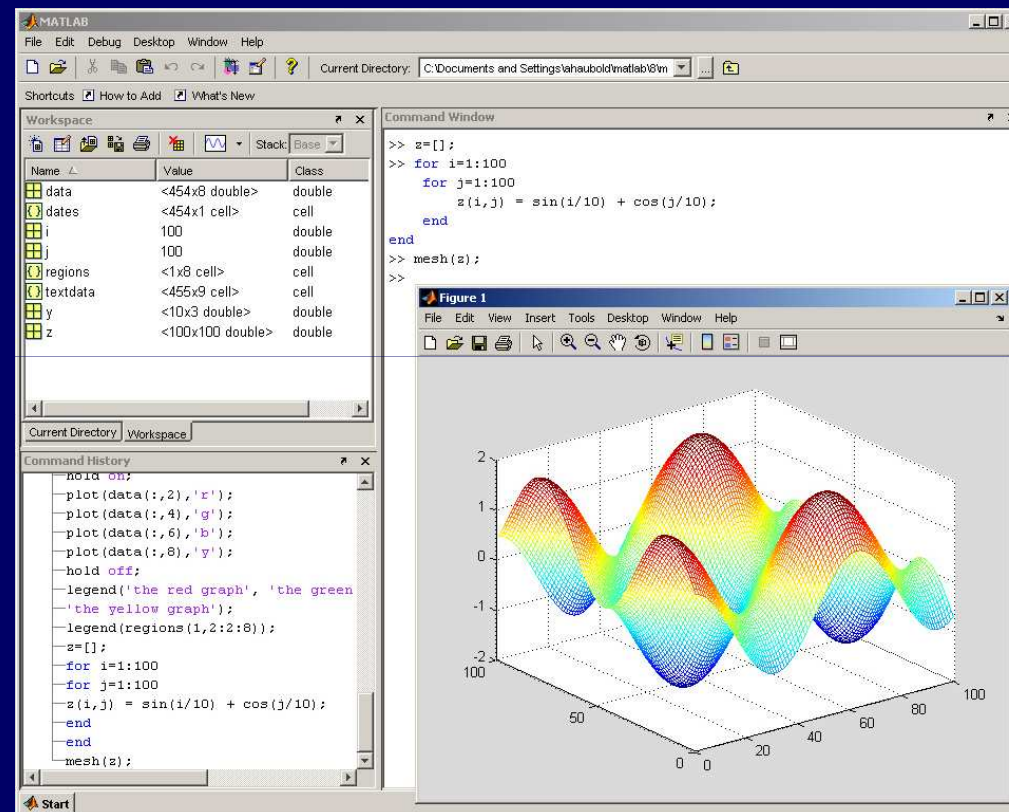 MATLAB
File Edit Debug Desktop Window Help
Current Directory: C:\Documents and Settings\ahaubold\matlab\8\m
Shortcuts How to Add What's New
Workspace
Stack: Base
Name Value Class
data <454x8 double> double
dates <454x1 cell> cell
i 100 double
j 100 double
regions <1x8 cell> cell
textdata <455x9 cell> cell
y <10x3 double> double
z <100x100 double> double
Current Directory Workspace
Command History
hold on;
plot(data(:,2),'r');
plot(data(:,4),'g');
plot(data(:,6),'b');
plot(data(:,8),'y');
hold off;
legend('the red graph', 'the green
'the yellow graph');
legend(regions(1,2:2:8));
z=[];
for i=1:100
for j=1:100
z(i,j) = sin(i/10) + cos(j/10);
end
end
mesh(z);
Start
Command Window
>> z=[];
>> for i=1:100
for j=1:100
z(i,j) = sin(i/10) + cos(j/10);
end
end
>> mesh(z);
>>
Figure 1
File Edit View Insert Tools Desktop Window Help
2
1
0
-1
-2
100
50
0
0
20
40
60
80
100